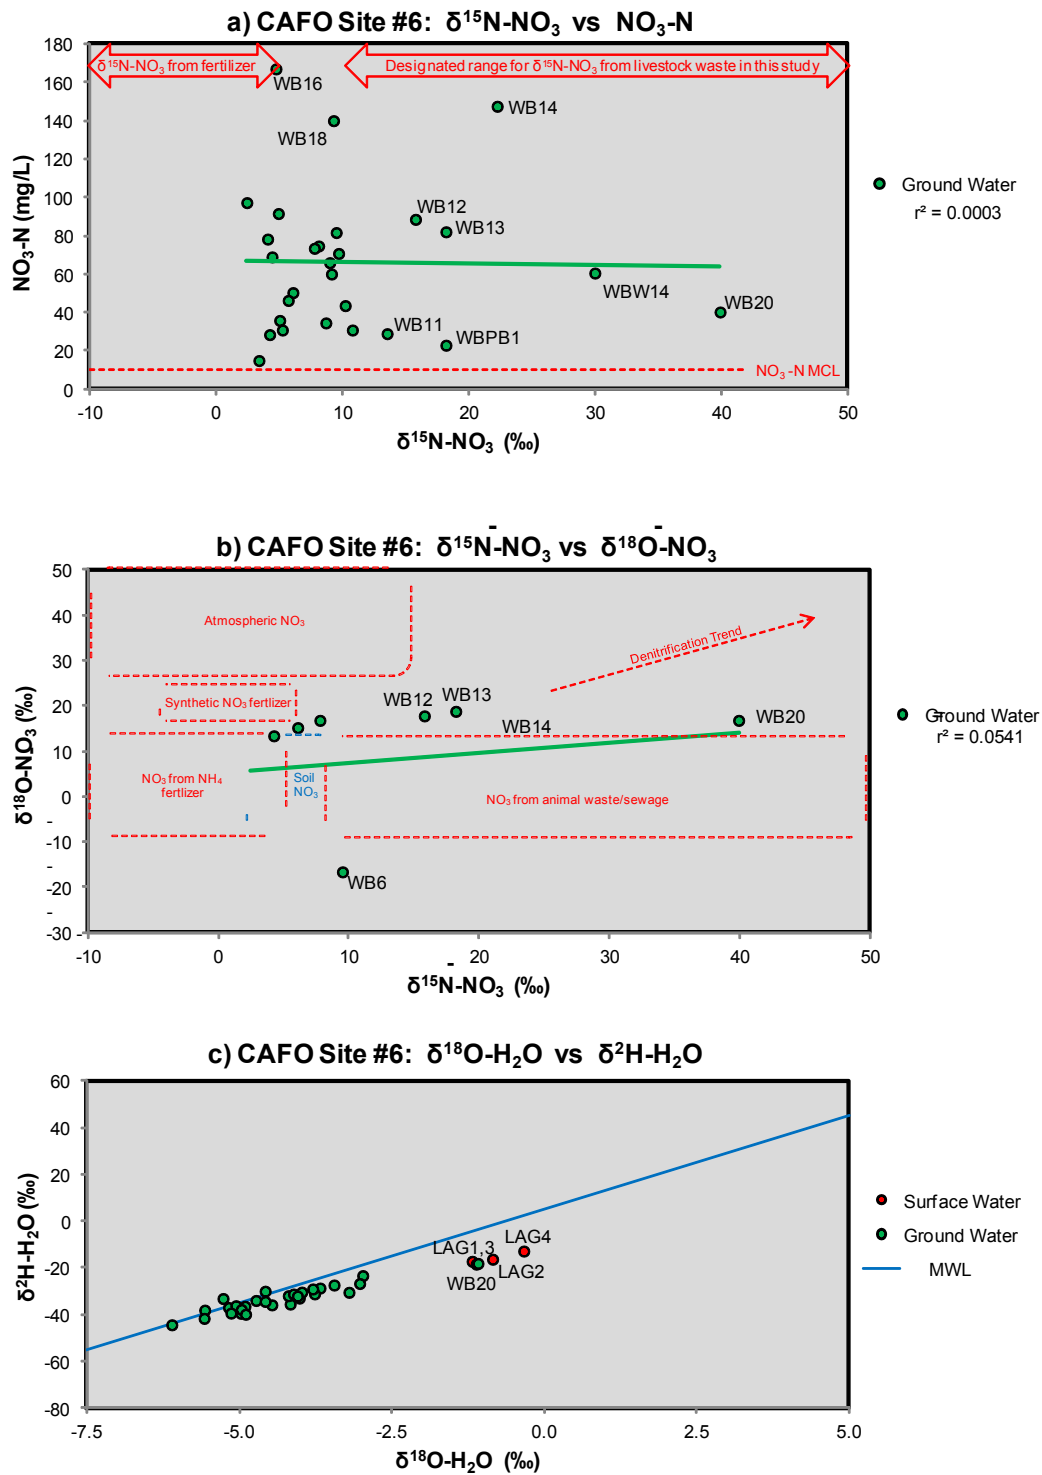 a) CAFO Site #6: δ¹⁵N-NO₃ vs NO₃-N
180
160
140
120
100
80
60
40
20
0
NO₃-N (mg/L)
δ¹⁵N-NO₃ from fertilizer
Designated range for δ¹⁵N-NO₃ from livestock waste in this study
WB16
WB14
WB18
WB12
WB13
WBW14
WB20
WB11
WBPB1
NO₃-N MCL
Ground Water
r² = 0.0003
-10 0 10 20 30 40 50
δ¹⁵N-NO₃ (‰)
b) CAFO Site #6: δ¹⁵N-NO₃⁻ vs δ¹⁸O-NO₃⁻
50
40
30
20
10
0
-10
-20
-30
δ¹⁸O-NO₃⁻ (‰)
Atmospheric NO₃
Denitrification Trend
Synthetic NO₃ fertlizer
WB12
WB13
WB14
WB20
NO₃ from NH₄
fertlizer
Soil
NO₃
NO₃ from animal waste/sewage
WB6
Ground Water
r² = 0.0541
-10 0 10 20 30 40 50
δ¹⁵N-NO₃⁻ (‰)
c) CAFO Site #6: δ¹⁸O-H₂O vs δ²H-H₂O
60
40
20
0
-20
-40
-60
-80
δ²H-H₂O (‰)
LAG1,3
LAG4
LAG2
WB20
Surface Water
Ground Water
MWL
-7.5 -5.0 -2.5 0.0 2.5 5.0
δ¹⁸O-H₂O (‰)